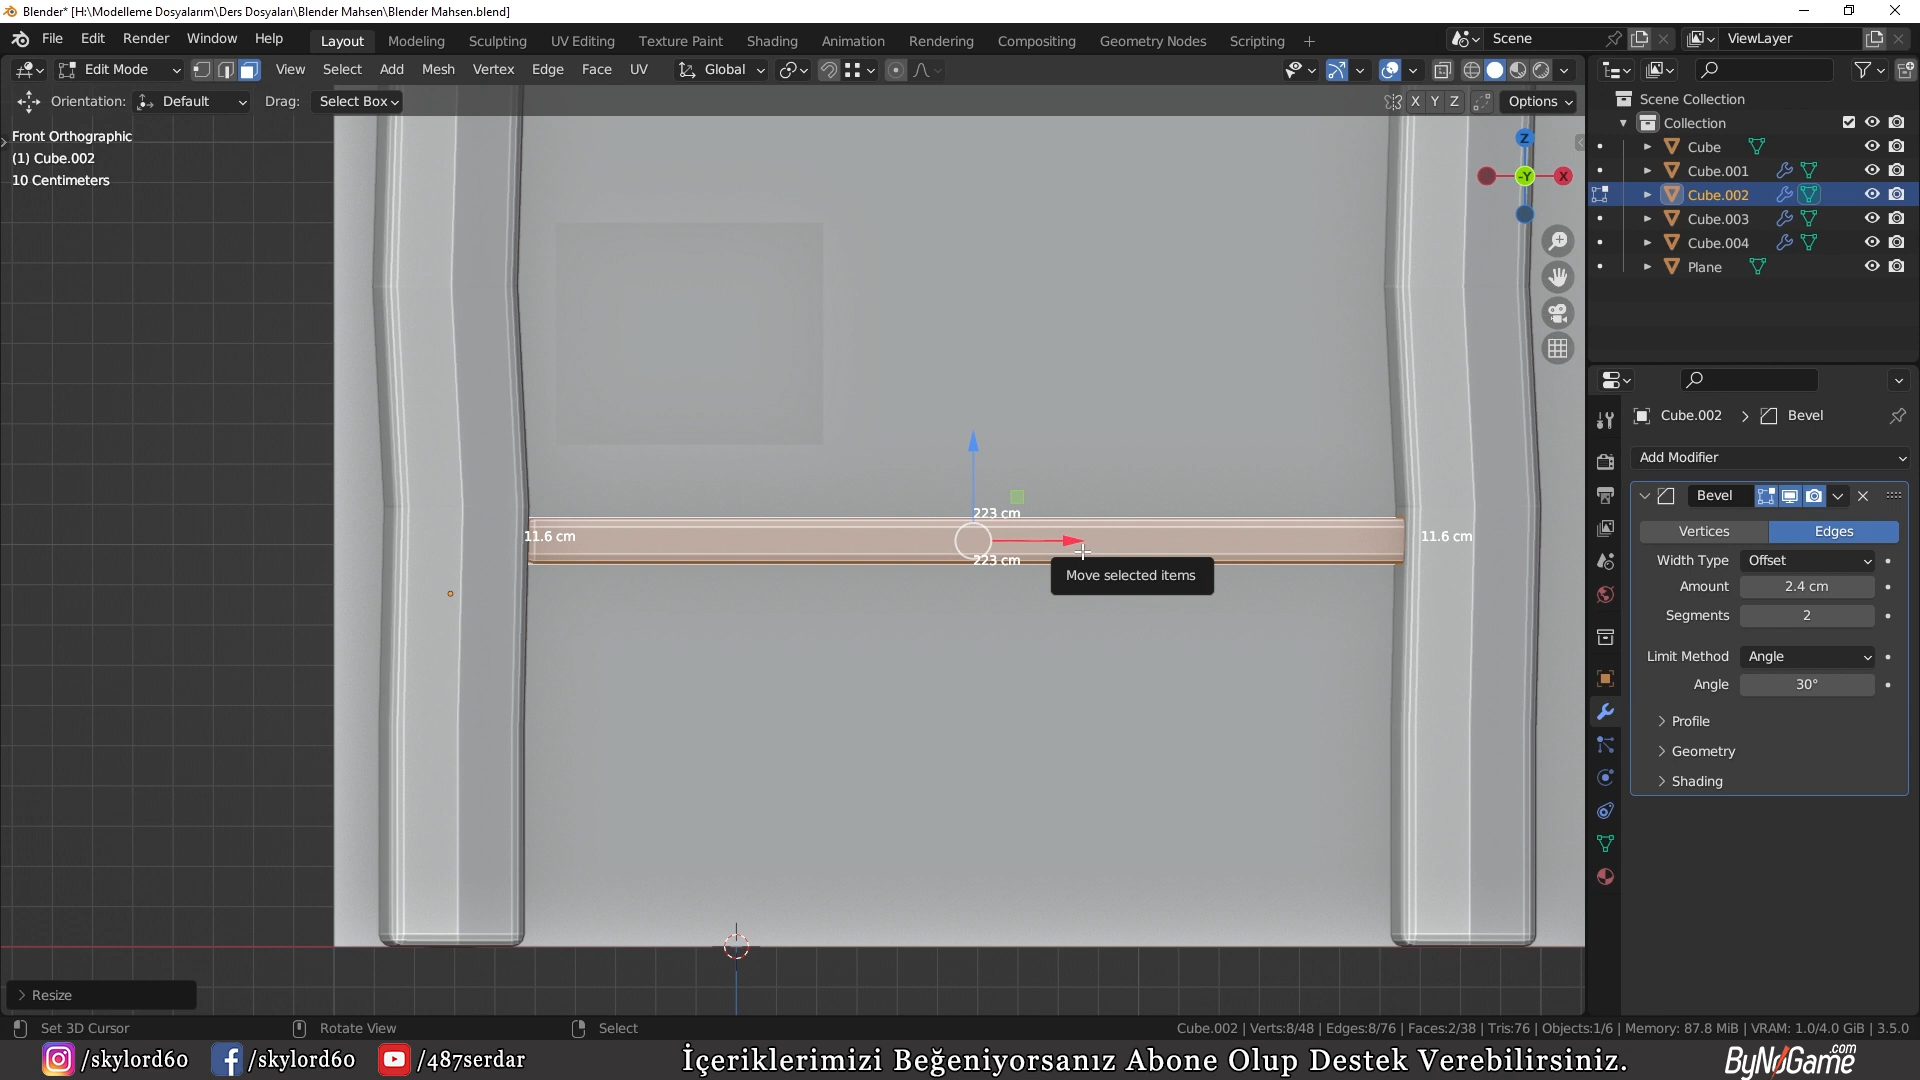 Blender* [H:\Modelleme Dosyalarım\Ders Dosyaları\Blender Mahsen\Blender Mahsen.blend]
File Edit Render Window Help Layout Modeling Sculpting UV Editing Texture Paint Shading Animation Rendering Compositing Geometry Nodes Scripting + Scene ViewLayer
Edit Mode View Select Add Mesh Vertex Edge Face UV Global
Orientation: Default Drag: Select Box X Y Z Options
Front Orthographic
(1) Cube.002
10 Centimeters
Z
-Y
X
223 cm
11.6 cm
11.6 cm
223 cm
Move selected items
Resize
Scene Collection
Collection
Cube
Cube.001
Cube.002
Cube.003
Cube.004
Plane
Cube.002 > Bevel
Add Modifier
Bevel
Vertices Edges
Width Type Offset
Amount 2.4 cm
Segments 2
Limit Method Angle
Angle 30°
Profile
Geometry
Shading
Set 3D Cursor Rotate View Select Cube.002 | Verts:8/48 | Edges:8/76 | Faces:2/38 | Tris:76 | Objects:1/6 | Memory: 87.8 MiB | VRAM: 1.0/4.0 GiB | 3.5.0
/skylord60 /skylord60 /487serdar İçeriklerimizi Beğeniyorsanız Abone Olup Destek Verebilirsiniz. ByNoGame.com